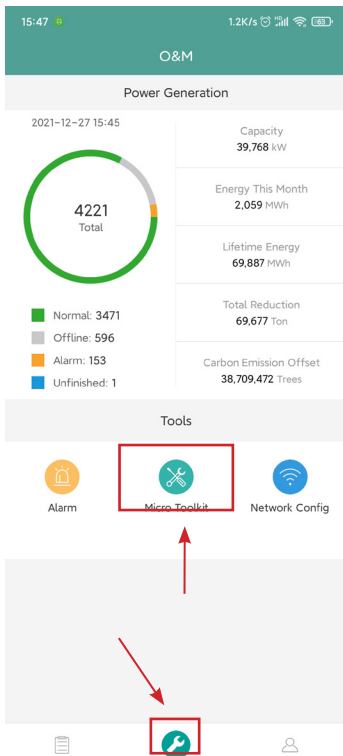 15:47 1.2K/s 63
O&M
Power Generation
2021-12-27 15:45
4221
Total
Normal: 3471
Offline: 596
Alarm: 153
Unfinished: 1
Capacity
39,768 kW
Energy This Month
2,059 MWh
Lifetime Energy
69,887 MWh
Total Reduction
69,677 Ton
Carbon Emission Offset
38,709,472 Trees
Tools
Alarm
Micro Toolkit
Network Config